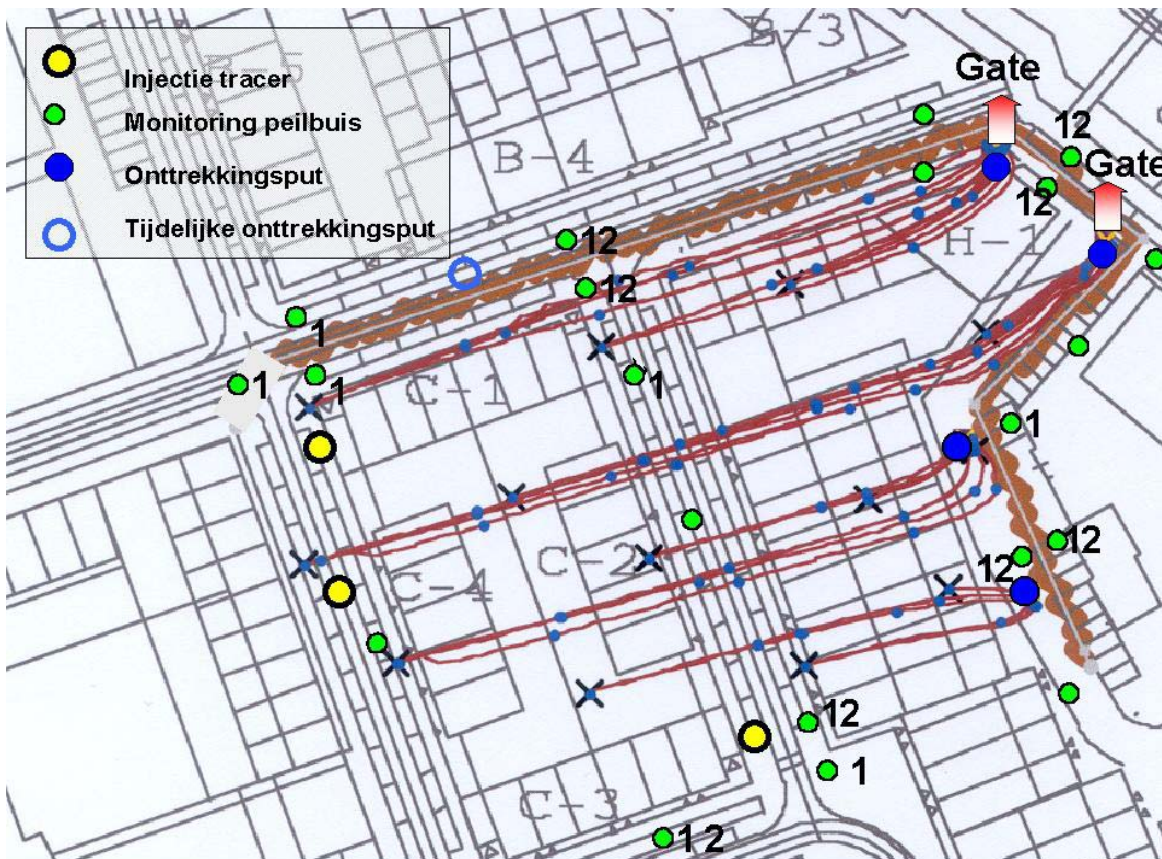 B-3
B-5
Injectie tracer
Monitoring peilbuis
Onttrekkingsput
Tijdelijke onttrekkingsput
Gate
12
Gate
B-4
12
H-1
12
12
1
1
1
1
C-1
1
C-2
12
12
C-4
12
1
C-3
1 2